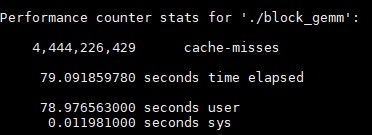 Performance counter stats for './block_gemm':
4,444,226,429 cache-misses
79.091859780 seconds time elapsed
78.976563000 seconds user
0.011981000 seconds sys